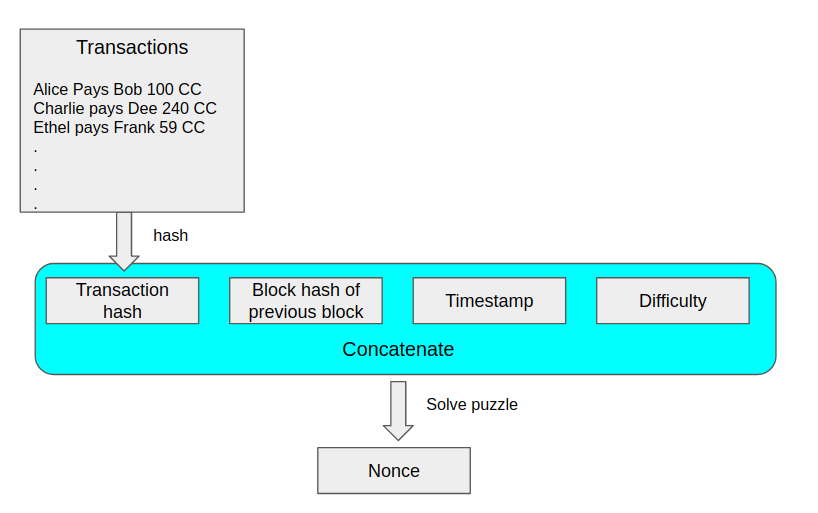 Transactions
Alice Pays Bob 100 CC
Charlie pays Dee 240 CC
Ethel pays Frank 59 CC
.
.
.
.
hash
Transaction
hash
Block hash of
previous block
Timestamp
Difficulty
Concatenate
Solve puzzle
Nonce